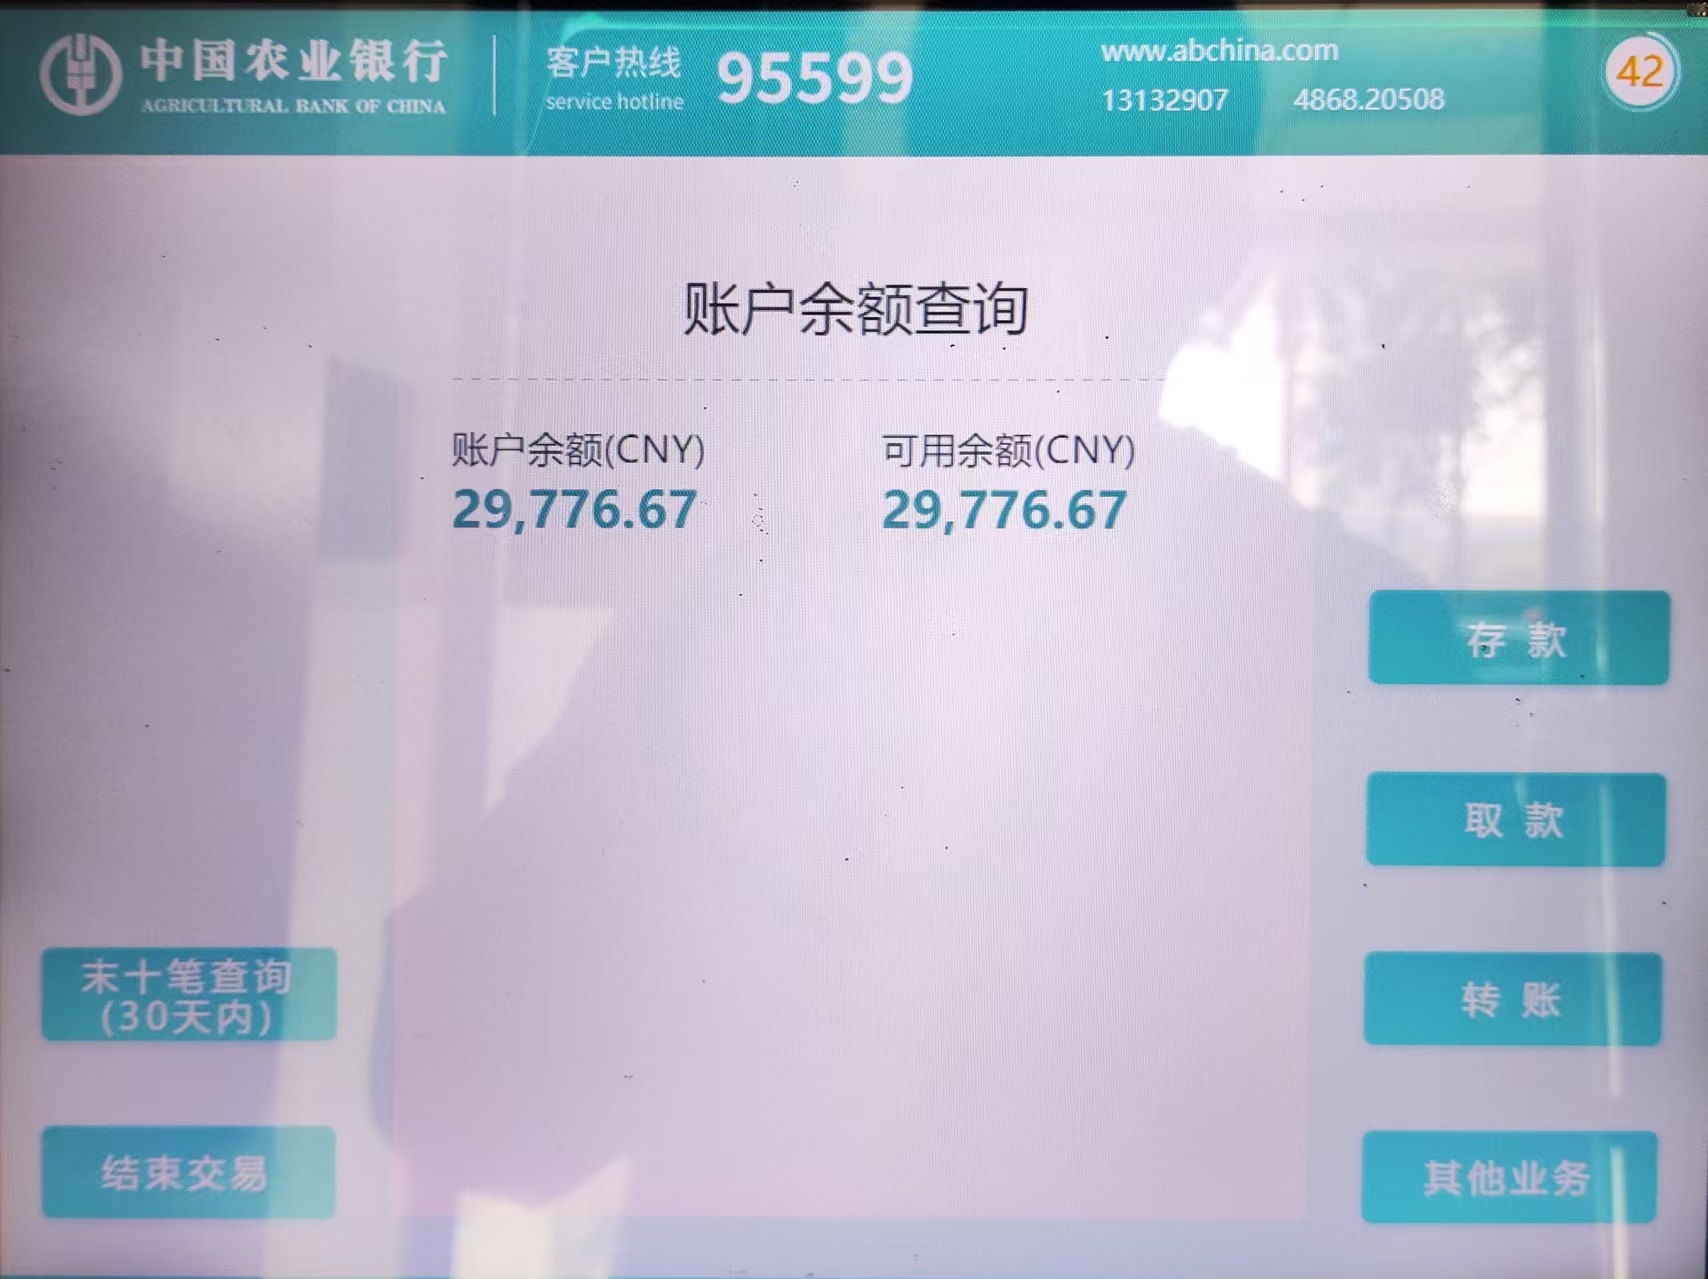 中国农业银行
AGRICULTURAL BANK OF CHINA
客户热线
service hotline
95599
www.abchina.com
13132907 4868.20508
42
账户余额查询
账户余额(CNY) 可用余额(CNY)
29,776.67 29,776.67
存 款
取 款
末十笔查询
(30天内)
转 账
结束交易
其他业务